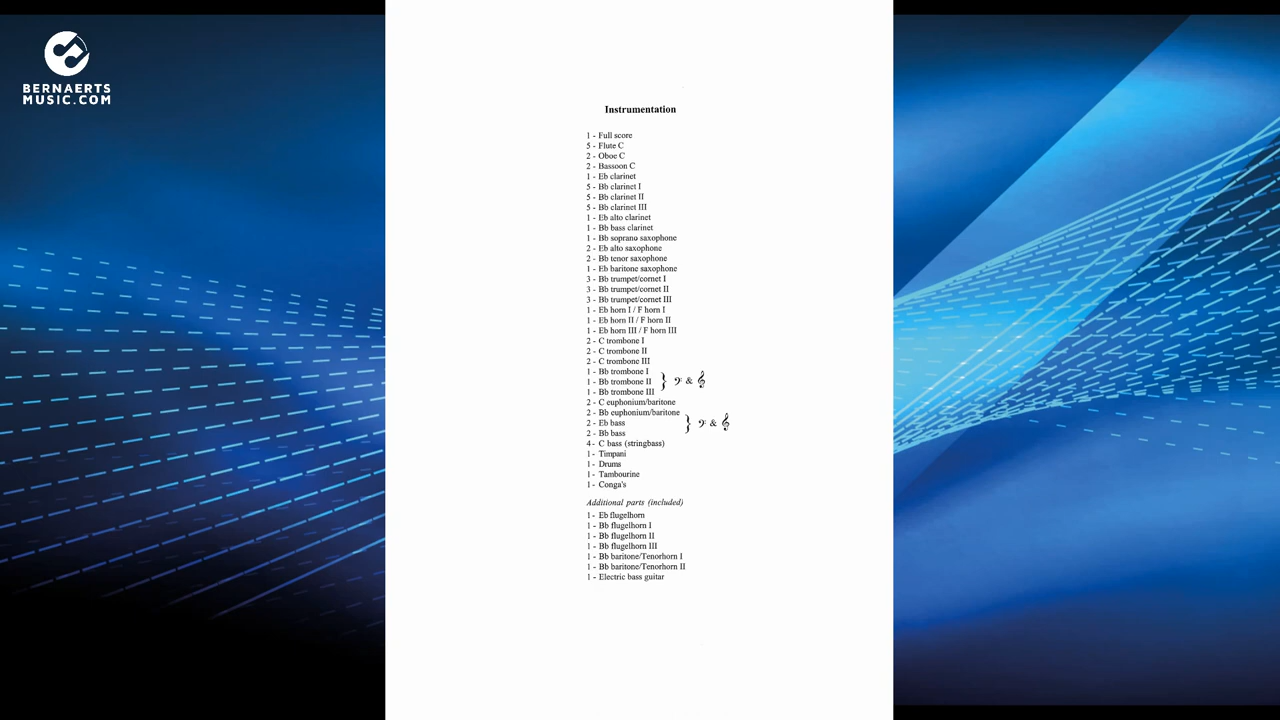 BERNAERTS
MUSIC.COM
Instrumentation
1 - Full score
5 - Flute C
2 - Oboe C
2 - Bassoon C
1 - Eb clarinet
5 - Bb clarinet I
5 - Bb clarinet II
5 - Bb clarinet III
1 - Eb alto clarinet
1 - Bb bass clarinet
1 - Bb soprano saxophone
2 - Eb alto saxophone
2 - Bb tenor saxophone
1 - Eb baritone saxophone
3 - Bb trumpet/cornet I
3 - Bb trumpet/cornet II
3 - Bb trumpet/cornet III
1 - Eb horn I / F horn I
1 - Eb horn II / F horn II
1 - Eb horn III / F horn III
2 - C trombone I
2 - C trombone II
2 - C trombone III
1 - Bb trombone I
1 - Bb trombone II } 𝄢 & 𝄞
1 - Bb trombone III
2 - C euphonium/baritone
2 - Bb euphonium/baritone
2 - Eb bass } 𝄢 & 𝄞
2 - Bb bass
4- C bass (stringbass)
1- Timpani
1- Drums
1- Tambourine
1- Conga's
Additional parts (included)
1- Eb flugelhorn
1 - Bb flugelhorn I
1 - Bb flugelhorn II
1 - Bb flugelhorn III
1 - Bb baritone/Tenorhorn I
1 - Bb baritone/Tenorhorn II
1 - Electric bass guitar